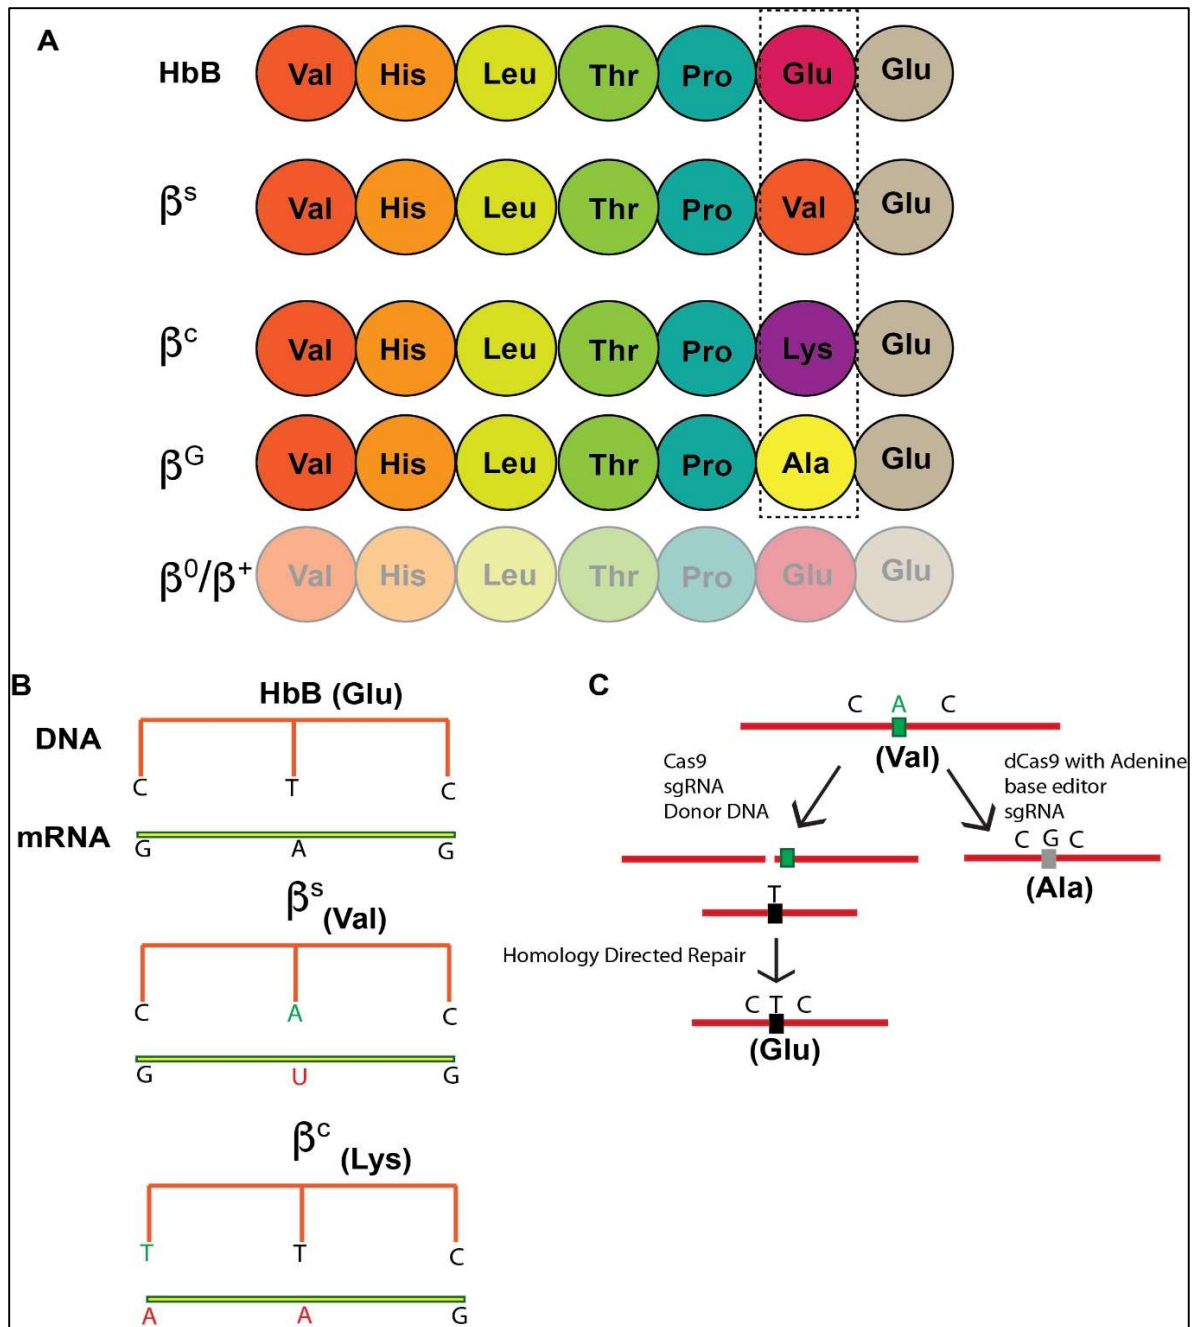 A
HbB Val His Leu Thr Pro Glu Glu
βs Val His Leu Thr Pro Val Glu
βc Val His Leu Thr Pro Lys Glu
βG Val His Leu Thr Pro Ala Glu
β0/β+ Val His Leu Thr Pro Glu Glu
B
HbB (Glu)
DNA
C T C
mRNA
G A G
βs (Val)
C A C
G U G
βc (Lys)
T T C
A A G
C
C A C
(Val)
Cas9
sgRNA
Donor DNA
dCas9 with Adenine
base editor
sgRNA
C G C
(Ala)
T
Homology Directed Repair
C T C
(Glu)